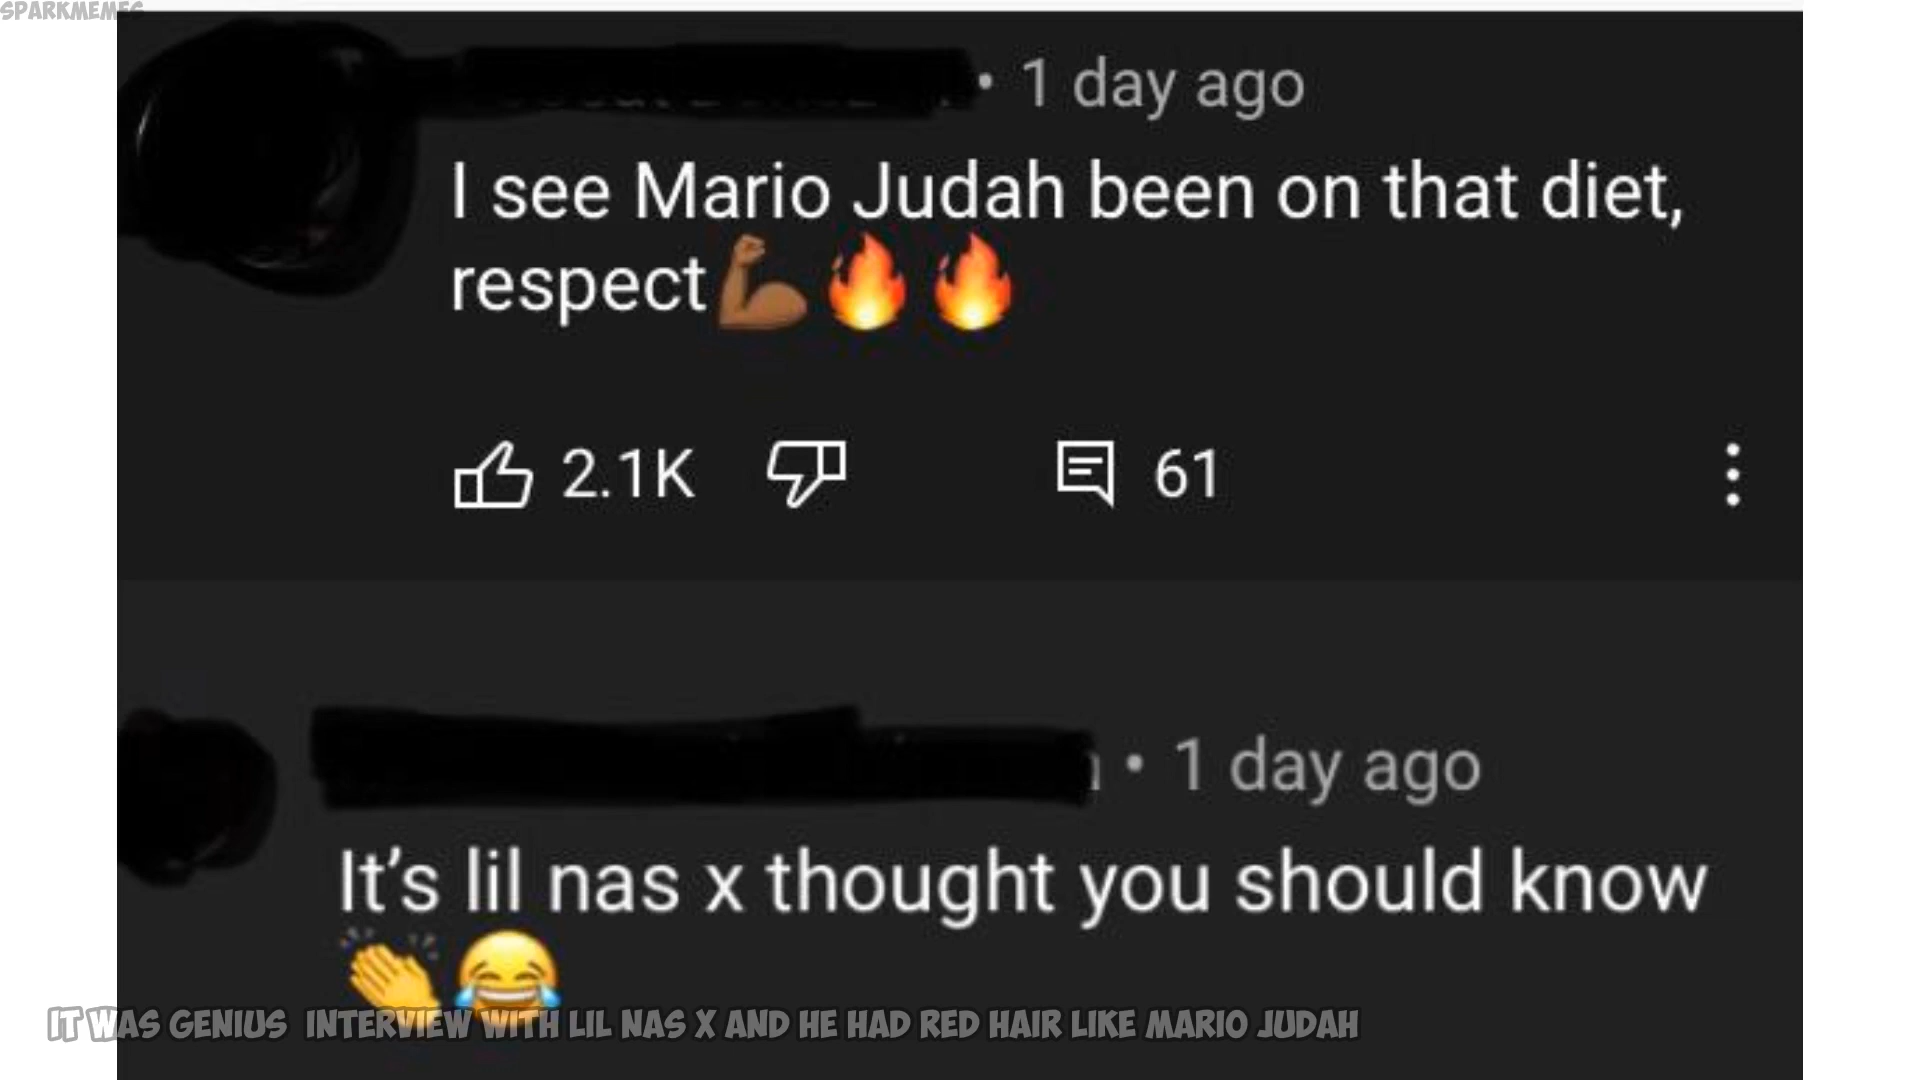 SPARKMEMES
• 1 day ago
I see Mario Judah been on that diet,
respect💪🏾🔥🔥
2.1K 61
• 1 day ago
It's lil nas x thought you should know
👏😂
IT WAS GENIUS INTERVIEW WITH LIL NAS X AND HE HAD RED HAIR LIKE MARIO JUDAH